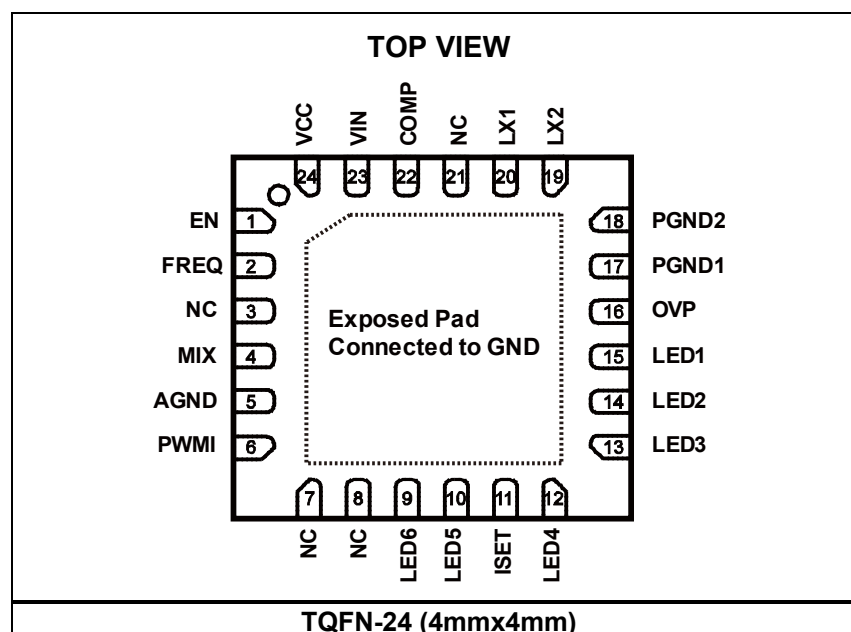 TOP VIEW
VCC
VIN
COMP
NC
LX1
LX2
24
23
22
21
20
19
EN
1
FREQ
2
NC
3
MIX
4
AGND
5
PWMI
6
Exposed Pad
Connected to GND
18
PGND2
17
PGND1
16
OVP
15
LED1
14
LED2
13
LED3
7
8
9
10
11
12
NC
NC
LED6
LED5
ISET
LED4
TQFN-24 (4mmx4mm)